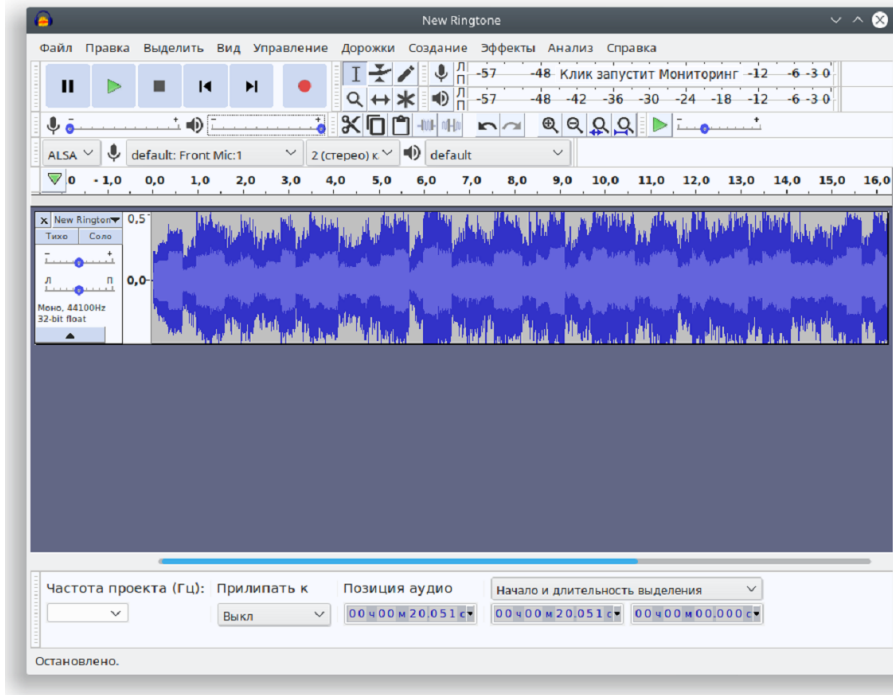 New Ringtone
Файл Правка Выделить Вид Управление Дорожки Создание Эффекты Анализ Справка
Л П -57 -48 Клик запустит Мониторинг -12 -6 -3 0
Л П -57 -48 -42 -36 -30 -24 -18 -12 -6 -3 0
- + - +
- +
ALSA default: Front Mic:1 2 (стерео) к default
0 - 1,0 0,0 1,0 2,0 3,0 4,0 5,0 6,0 7,0 8,0 9,0 10,0 11,0 12,0 13,0 14,0 15,0 16,0
x New Rington 0,5
Тихо Соло
- +
Л П 0,0
Моно, 44100Hz
32-bit float
Частота проекта (Гц): Прилипать к Позиция аудио Начало и длительность выделения
Выкл 00 ч 00 м 20,051 с 00 ч 00 м 20,051 с 00 ч 00 м 00,000 с
Остановлено.